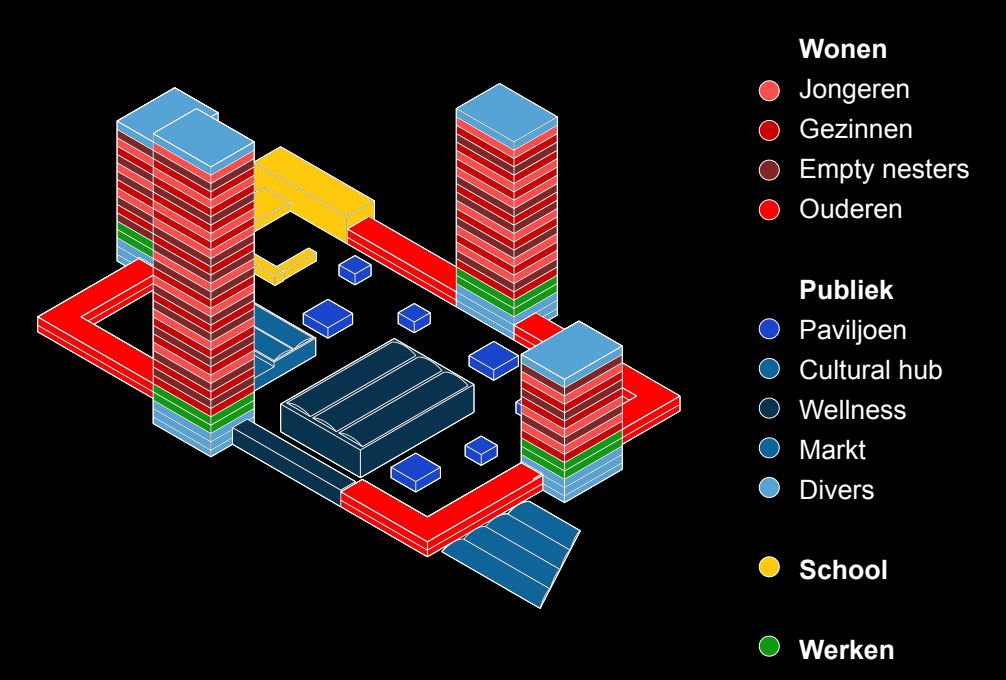 Wonen
Jongeren
Gezinnen
Empty nesters
Ouderen
Publiek
Paviljoen
Cultural hub
Wellness
Markt
Divers
School
Werken